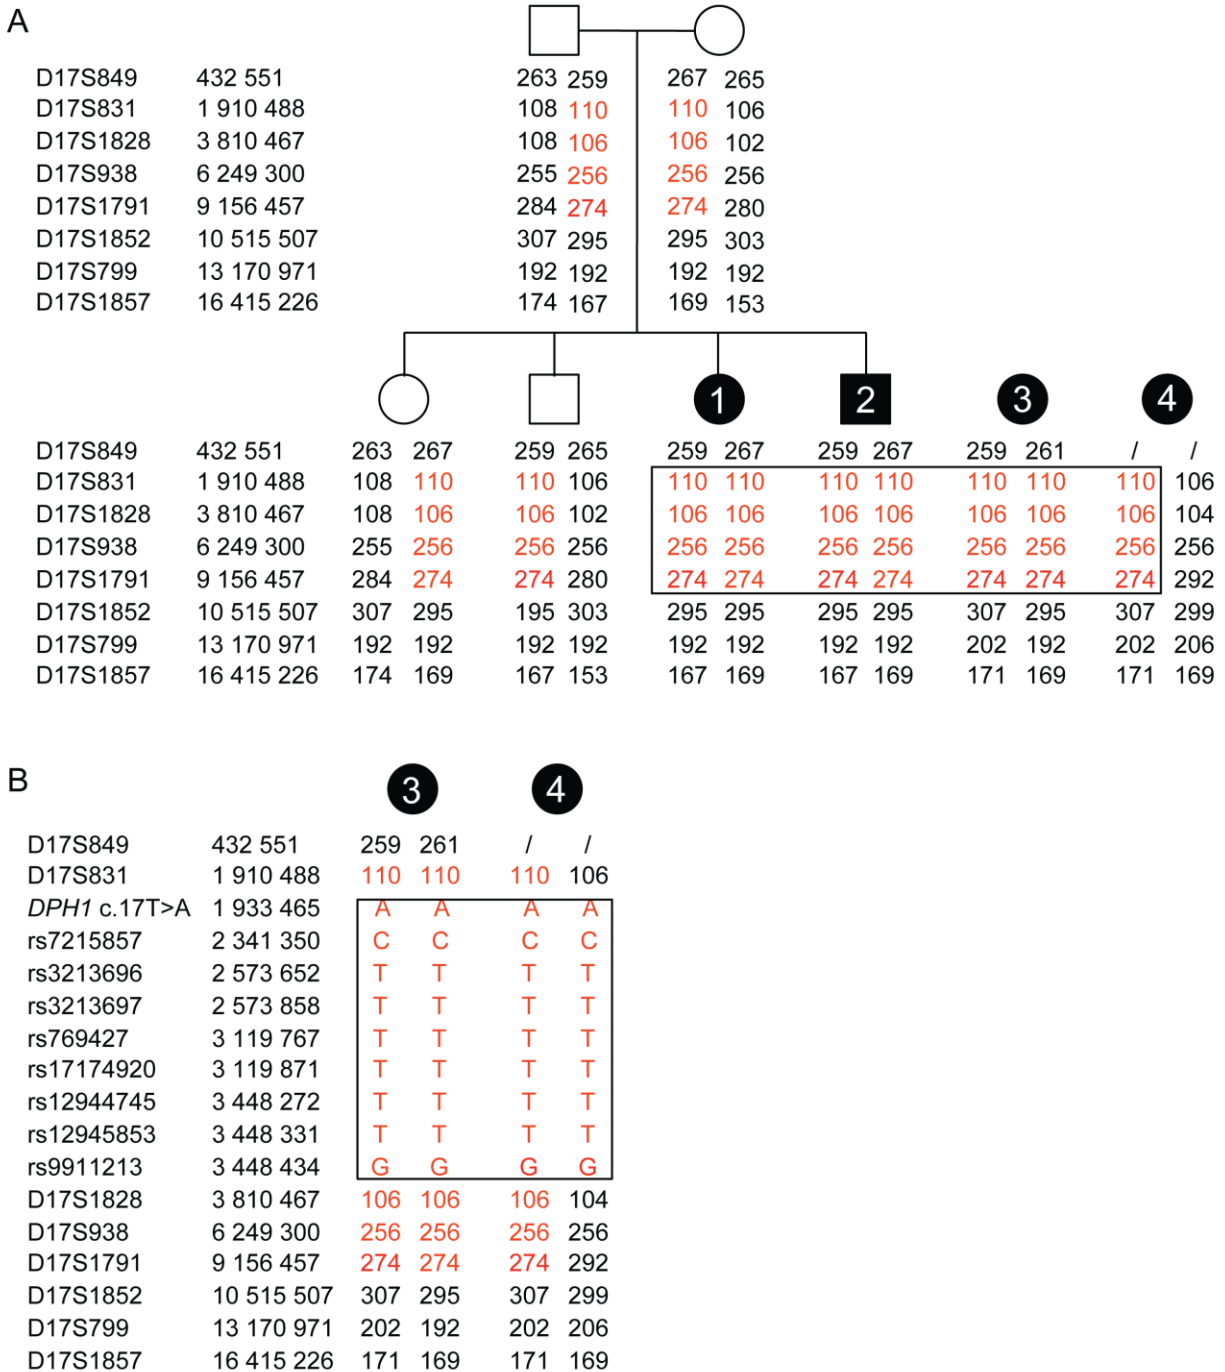 A
D17S849 432 551 263 259 267 265
D17S831 1 910 488 108 110 110 106
D17S1828 3 810 467 108 106 106 102
D17S938 6 249 300 255 256 256 256
D17S1791 9 156 457 284 274 274 280
D17S1852 10 515 507 307 295 295 303
D17S799 13 170 971 192 192 192 192
D17S1857 16 415 226 174 167 169 153
1 2 3 4
D17S849 432 551 263 267 259 265 259 267 259 267 259 261 / /
D17S831 1 910 488 108 110 110 106 110 110 110 110 110 110 110 106
D17S1828 3 810 467 108 106 106 102 106 106 106 106 106 106 106 104
D17S938 6 249 300 255 256 256 256 256 256 256 256 256 256 256 256
D17S1791 9 156 457 284 274 274 280 274 274 274 274 274 274 274 292
D17S1852 10 515 507 307 295 195 303 295 295 295 295 307 295 307 299
D17S799 13 170 971 192 192 192 192 192 192 192 192 202 192 202 206
D17S1857 16 415 226 174 169 167 153 167 169 167 169 171 169 171 169
B
3 4
D17S849 432 551 259 261 / /
D17S831 1 910 488 110 110 110 106
DPH1 c.17T>A 1 933 465 A A A A
rs7215857 2 341 350 C C C C
rs3213696 2 573 652 T T T T
rs3213697 2 573 858 T T T T
rs769427 3 119 767 T T T T
rs17174920 3 119 871 T T T T
rs12944745 3 448 272 T T T T
rs12945853 3 448 331 T T T T
rs9911213 3 448 434 G G G G
D17S1828 3 810 467 106 106 106 104
D17S938 6 249 300 256 256 256 256
D17S1791 9 156 457 274 274 274 292
D17S1852 10 515 507 307 295 307 299
D17S799 13 170 971 202 192 202 206
D17S1857 16 415 226 171 169 171 169